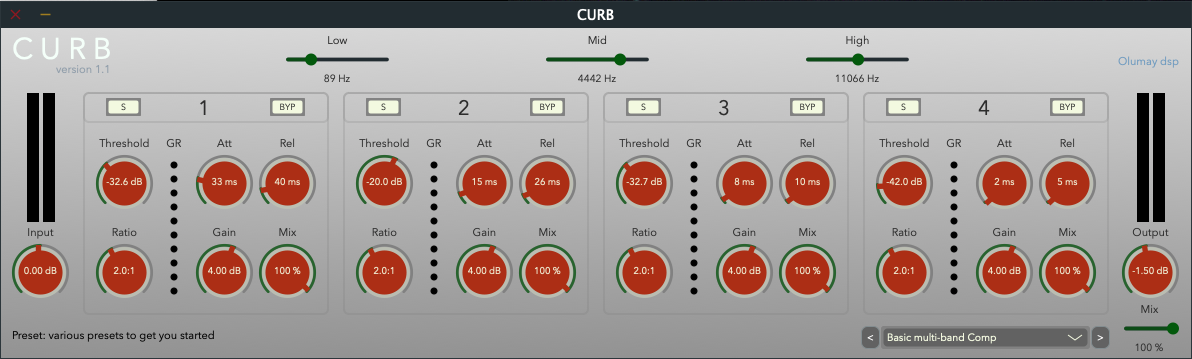 CURB
CURB
version 1.1
Low
Mid
High
89 Hz
4442 Hz
11066 Hz
Olumay dsp
S 1 BYP
S 2 BYP
S 3 BYP
S 4 BYP
Threshold GR Att Rel
Threshold GR Att Rel
Threshold GR Att Rel
Threshold GR Att Rel
-32.6 dB 33 ms 40 ms
-20.0 dB 15 ms 26 ms
-32.7 dB 8 ms 10 ms
-42.0 dB 2 ms 5 ms
Input
Ratio Gain Mix
Ratio Gain Mix
Ratio Gain Mix
Ratio Gain Mix
Output
0.00 dB
2.0:1 4.00 dB 100 %
2.0:1 4.00 dB 100 %
2.0:1 4.00 dB 100 %
2.0:1 4.00 dB 100 %
-1.50 dB
Mix
100 %
Preset: various presets to get you started
< Basic multi-band Comp >